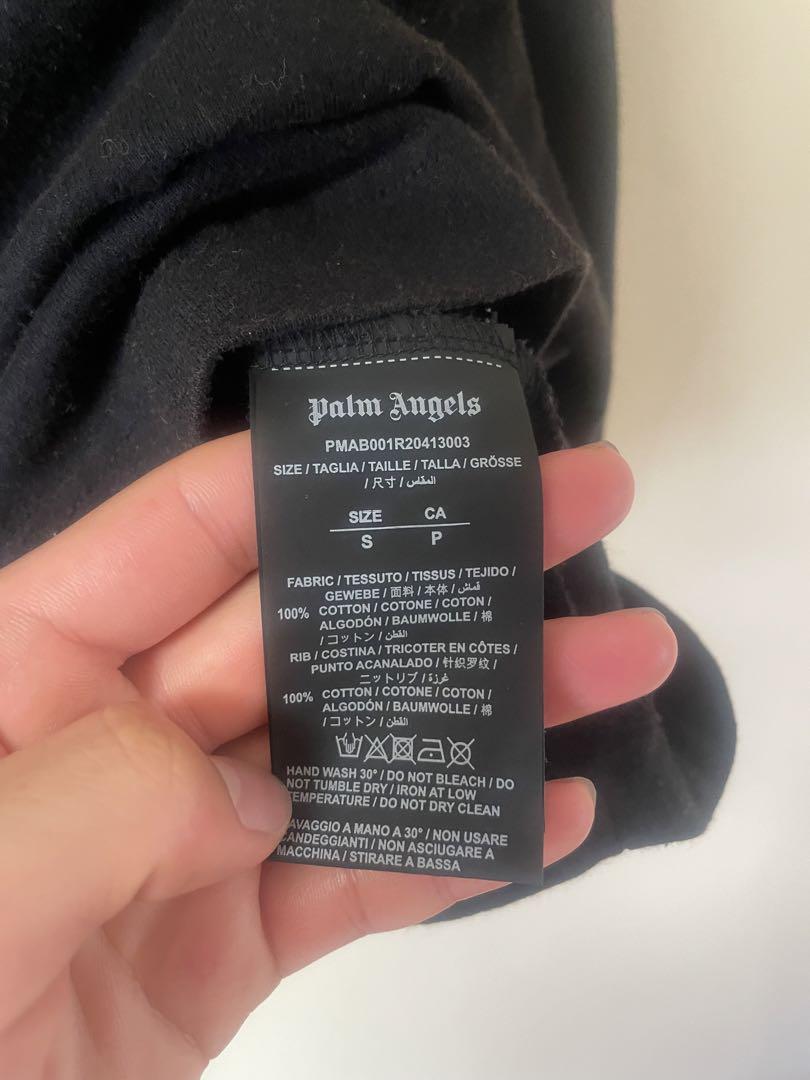 Palm Angels
PMAB001R20413003
SIZE / TAGLIA / TAILLE / TALLA / GRÖSSE
/ 尺寸 / المقاس
SIZE CA
S P
FABRIC / TESSUTO / TISSUS / TEJIDO /
GEWEBE / 面料 / 本体 / قماش
100% COTTON / COTONE / COTON /
ALGODÓN / BAUMWOLLE / 棉
/ コットン / القطن
RIB / COSTINA / TRICOTER EN CÔTES /
PUNTO ACANALADO / 针织罗纹 /
ニットリブ / غرزة
100% COTTON / COTONE / COTON /
ALGODÓN / BAUMWOLLE / 棉
/ コットン / القطن
HAND WASH 30° / DO NOT BLEACH / DO
NOT TUMBLE DRY / IRON AT LOW
TEMPERATURE / DO NOT DRY CLEAN
AVAGGIO A MANO A 30° / NON USARE
CANDEGGIANTI / NON ASCIUGARE A
MACCHINA / STIRARE A BASSA